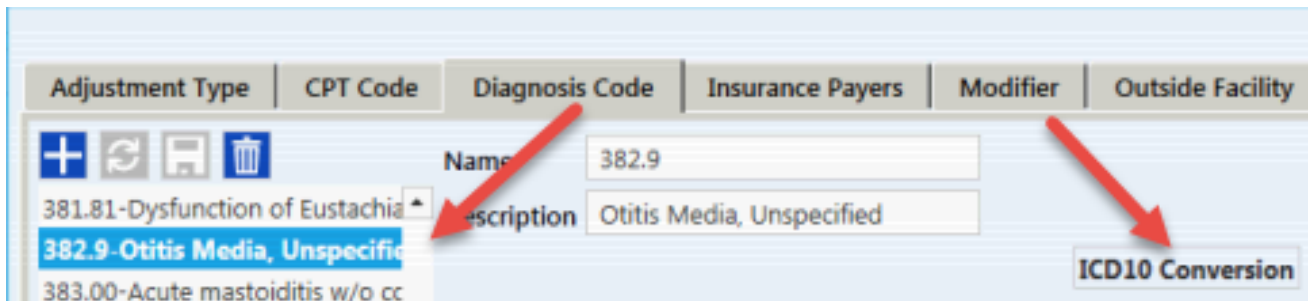 Adjustment Type CPT Code Diagnosis Code Insurance Payers Modifier Outside Facility
Name 382.9
381.81-Dysfunction of Eustachia
Description Otitis Media, Unspecified
382.9-Otitis Media, Unspecifie
ICD10 Conversion
383.00-Acute mastoiditis w/o cc